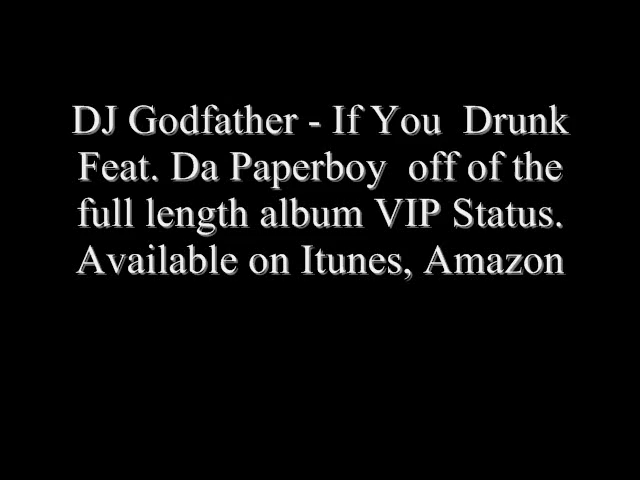 DJ Godfather - If You  Drunk
Feat. Da Paperboy  off of the
full length album VIP Status.
Available on Itunes, Amazon